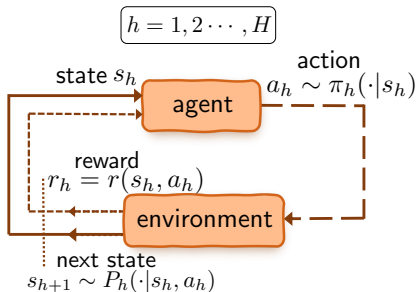 h = 1, 2 ⋯ , H
action
state s_h
a_h ∼ π_h(·|s_h)
agent
reward
r_h = r(s_h, a_h)
environment
next state
s_{h+1} ∼ P_h(·|s_h, a_h)